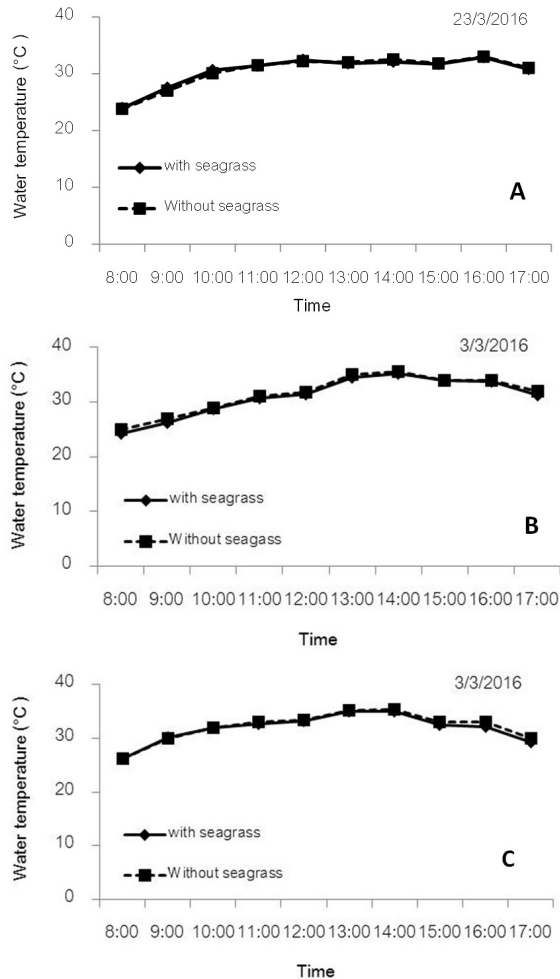 23/3/2016
Water temperature (°C )
40
30
20
10
0
with seagrass
Without seagrass
A
8:00 9:00 10:00 11:00 12:00 13:00 14:00 15:00 16:00 17:00
Time
3/3/2016
Water temperature (°C )
40
30
20
10
0
with seagrass
Without seagass
B
8:00 9:00 10:00 11:00 12:00 13:00 14:00 15:00 16:00 17:00
Time
3/3/2016
Water temperature (°C )
40
30
20
10
0
with seagrass
Without seagrass
C
8:00 9:00 10:00 11:00 12:00 13:00 14:00 15:00 16:00 17:00
Time